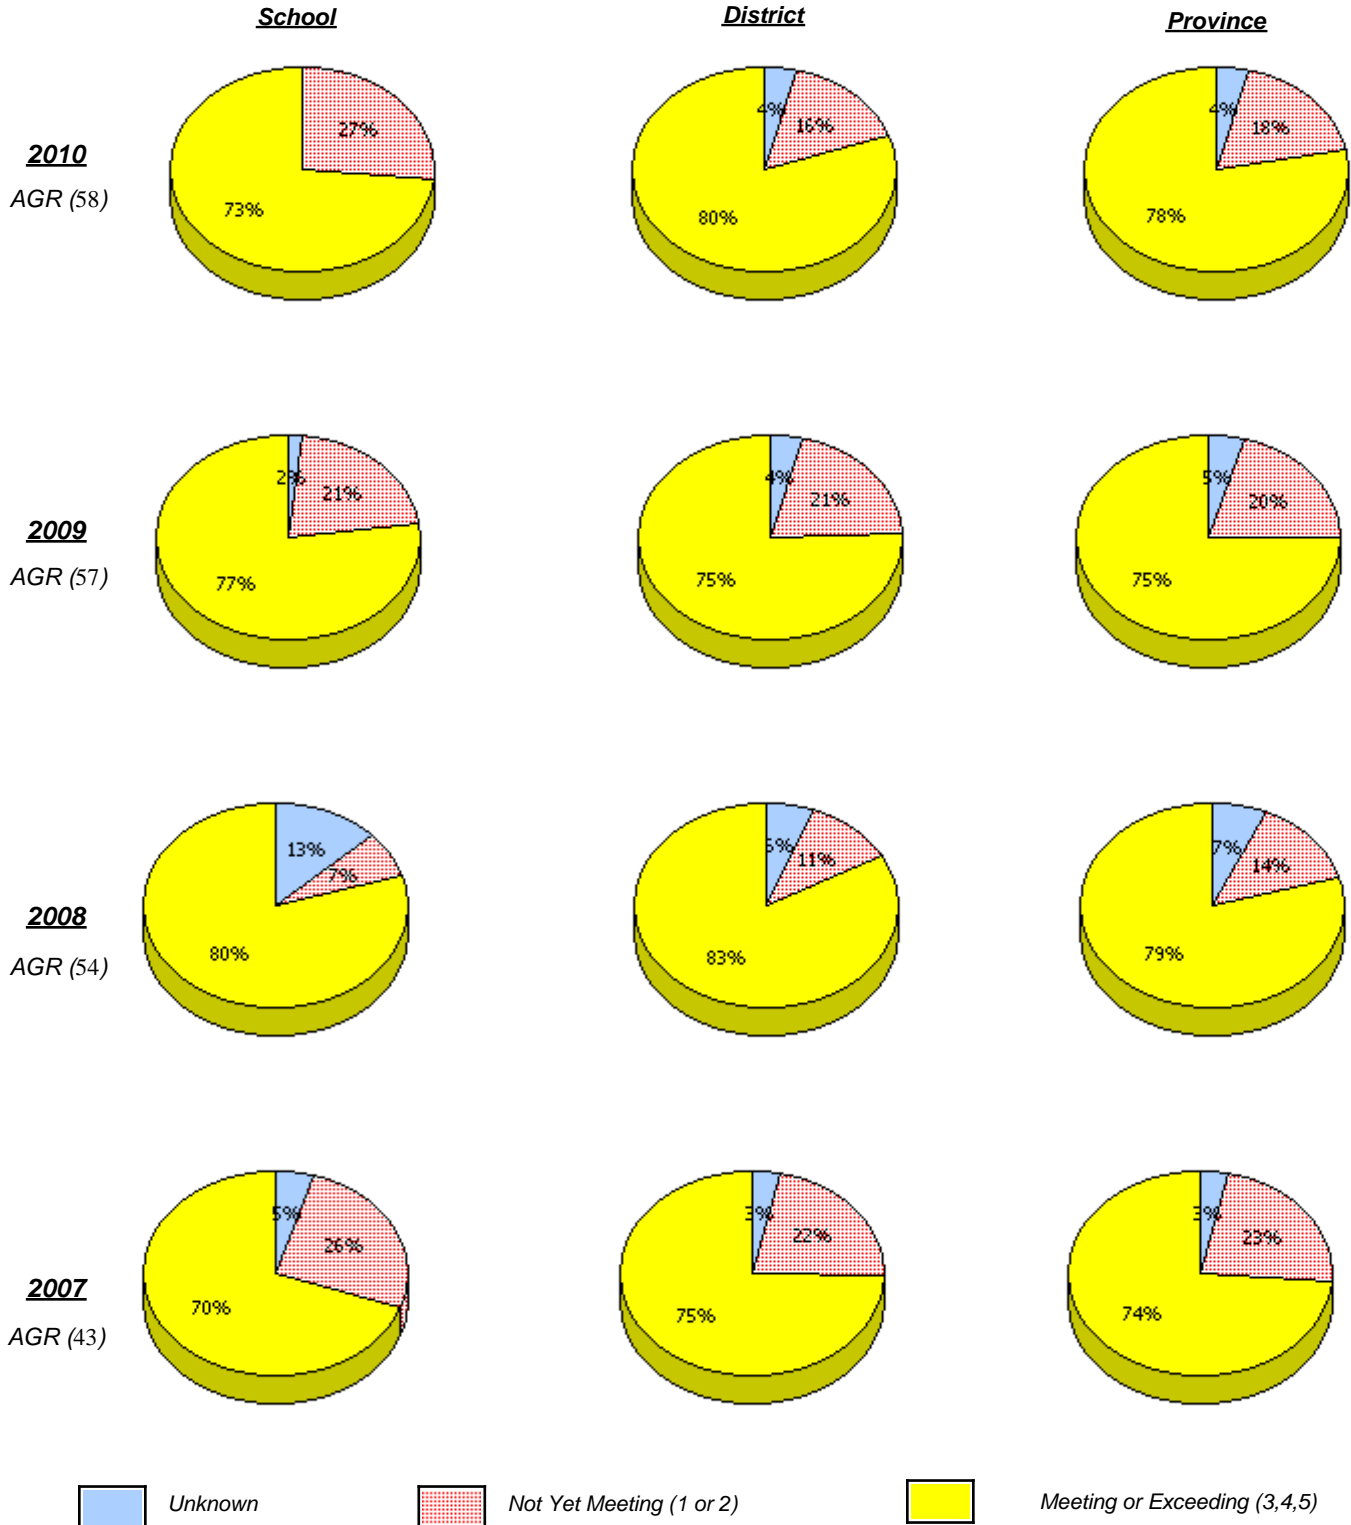 School District Province
27% 4% 16% 4% 18%
2010
AGR (58)
73% 80% 78%
2% 21% 4% 21% 5% 20%
2009
AGR (57)
77% 75% 75%
13% 7% 11% 7% 14%
2008
AGR (54)
80% 83% 79%
5% 26% 3% 22% 3% 23%
2007
AGR (43)
70% 75% 74%
Unknown Not Yet Meeting (1 or 2) Meeting or Exceeding (3,4,5)